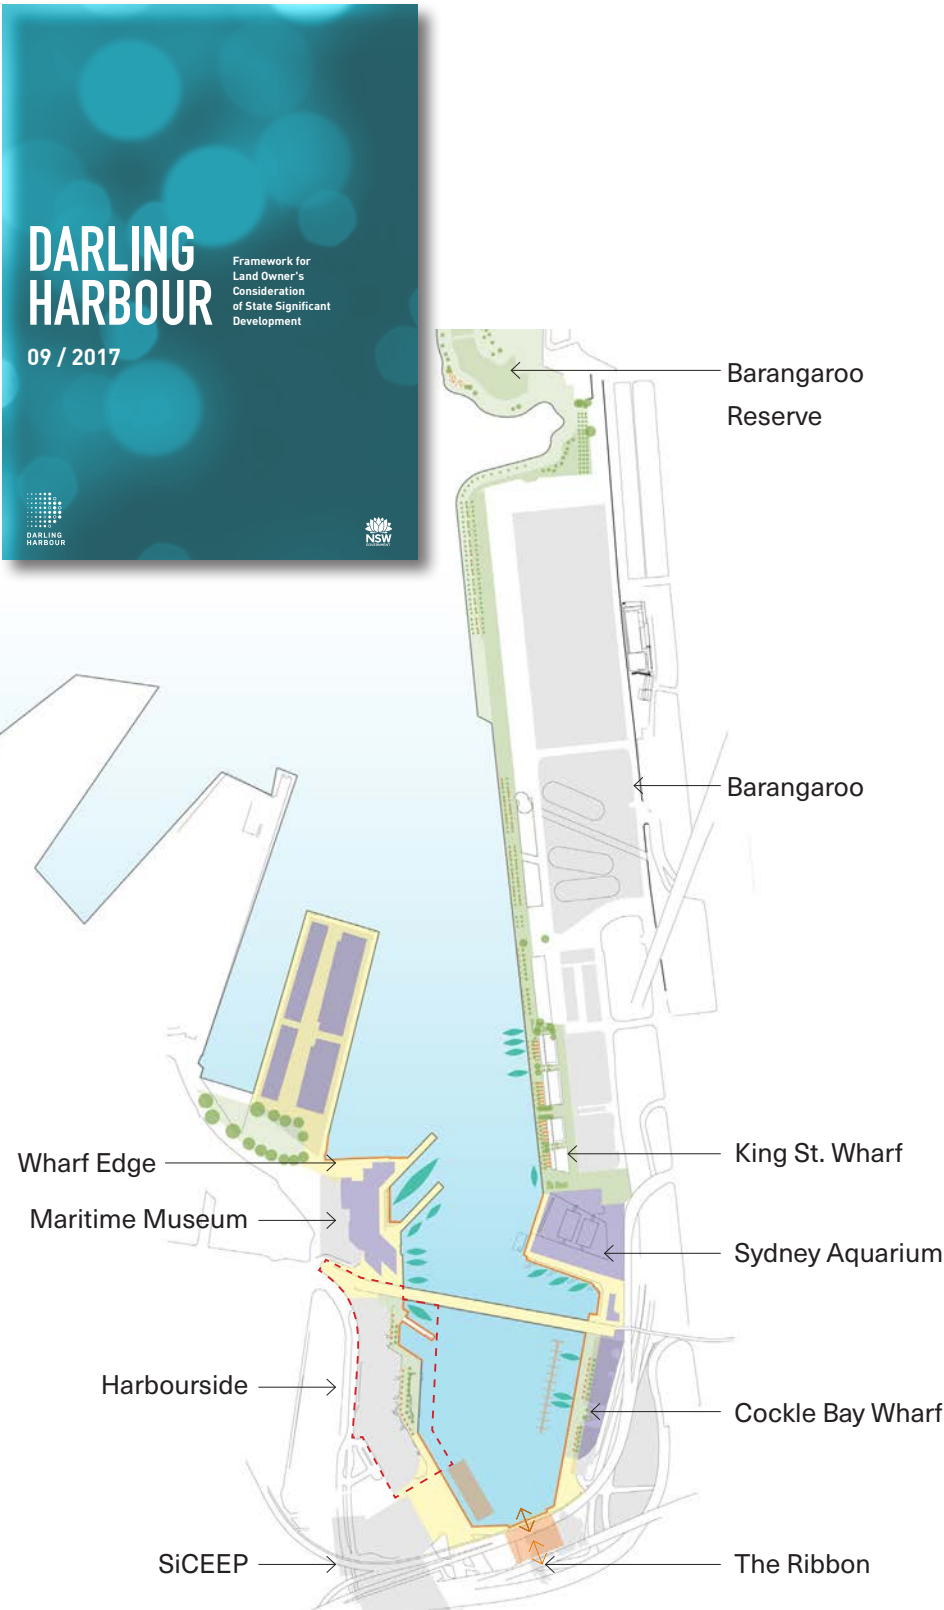 DARLING
HARBOUR
Framework for
Land Owner's
Consideration
of State Significant
Development
09 / 2017
DARLING
HARBOUR
NSW
GOVERNMENT
Barangaroo
Reserve
Barangaroo
Wharf Edge
King St. Wharf
Maritime Museum
Sydney Aquarium
Harbourside
Cockle Bay Wharf
SiCEEP
The Ribbon